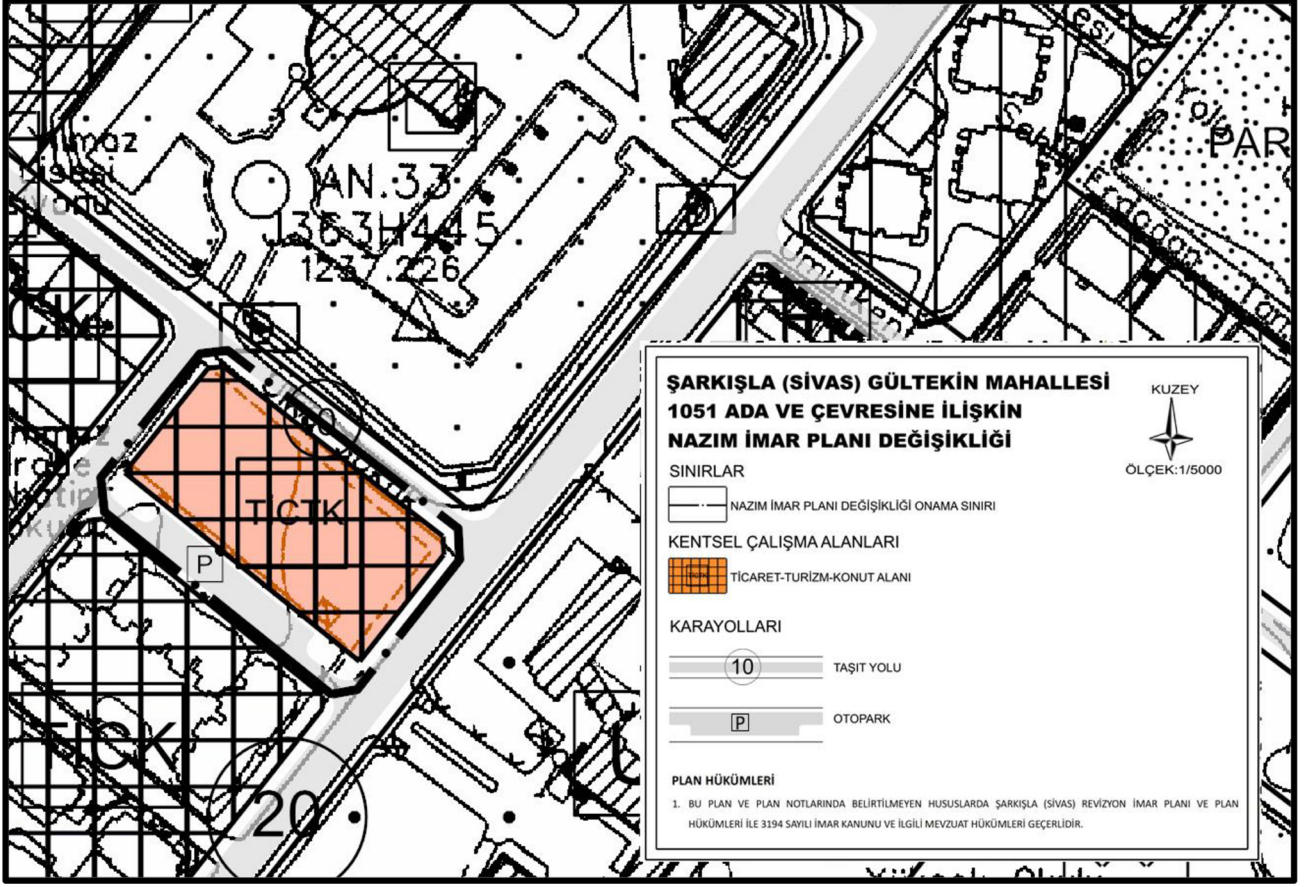 PAR
AN.33
J363H445
TİCTK
P
TİCK
20
ŞARKIŞLA (SİVAS) GÜLTEKİN MAHALLESİ
1051 ADA VE ÇEVRESİNE İLİŞKİN
NAZIM İMAR PLANI DEĞİŞİKLİĞİ
KUZEY
ÖLÇEK:1/5000
SINIRLAR
NAZIM İMAR PLANI DEĞİŞİKLİĞİ ONAMA SINIRI
KENTSEL ÇALIŞMA ALANLARI
TİCTK
TİCARET-TURİZM-KONUT ALANI
KARAYOLLARI
10
TAŞIT YOLU
P
OTOPARK
PLAN HÜKÜMLERİ
1. BU PLAN VE PLAN NOTLARINDA BELİRTİLMEYEN HUSUSLARDA ŞARKIŞLA (SİVAS) REVİZYON İMAR PLANI VE PLAN
HÜKÜMLERİ İLE 3194 SAYILI İMAR KANUNU VE İLGİLİ MEVZUAT HÜKÜMLERİ GEÇERLİDİR.